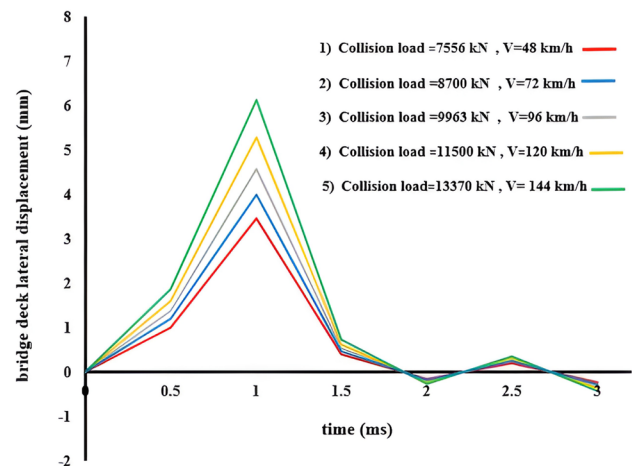 8
7
6
5
4
3
2
1
0
-1
-2
bridge deck lateral displacement (mm)
1) Collision load =7556 kN , V=48 km/h
2) Collision load =8700 kN , V=72 km/h
3) Collision load =9963 kN , V=96 km/h
4) Collision load =11500 kN , V=120 km/h
5) Collision load=13370 kN , V= 144 km/h
0 0.5 1 1.5 2 2.5 3
time (ms)